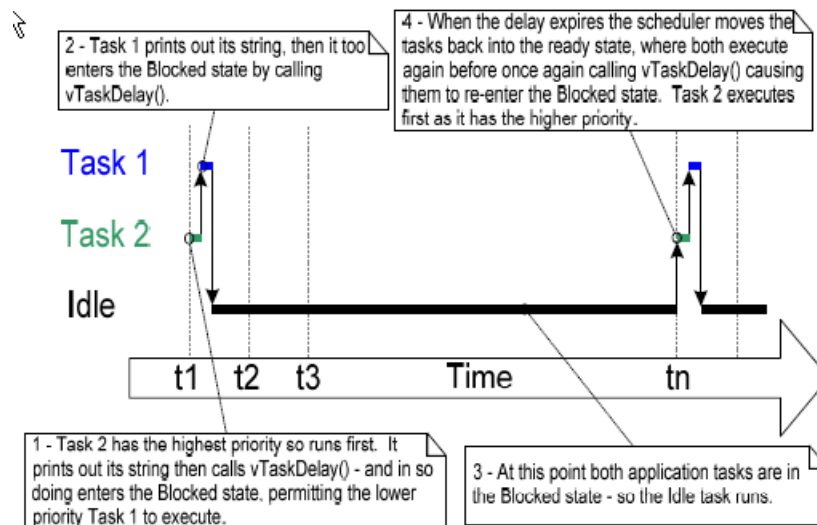 2 - Task 1 prints out its string, then it too
enters the Blocked state by calling
vTaskDelay().
4 - When the delay expires the scheduler moves the
tasks back into the ready state, where both execute
again before once again calling vTaskDelay() causing
them to re-enter the Blocked state. Task 2 executes
first as it has the higher priority.
Task 1
Task 2
Idle
t1 t2 t3 Time tn
1 - Task 2 has the highest priority so runs first. It
prints out its string then calls vTaskDelay() - and in so
doing enters the Blocked state, permitting the lower
priority Task 1 to execute.
3 - At this point both application tasks are in
the Blocked state - so the Idle task runs.